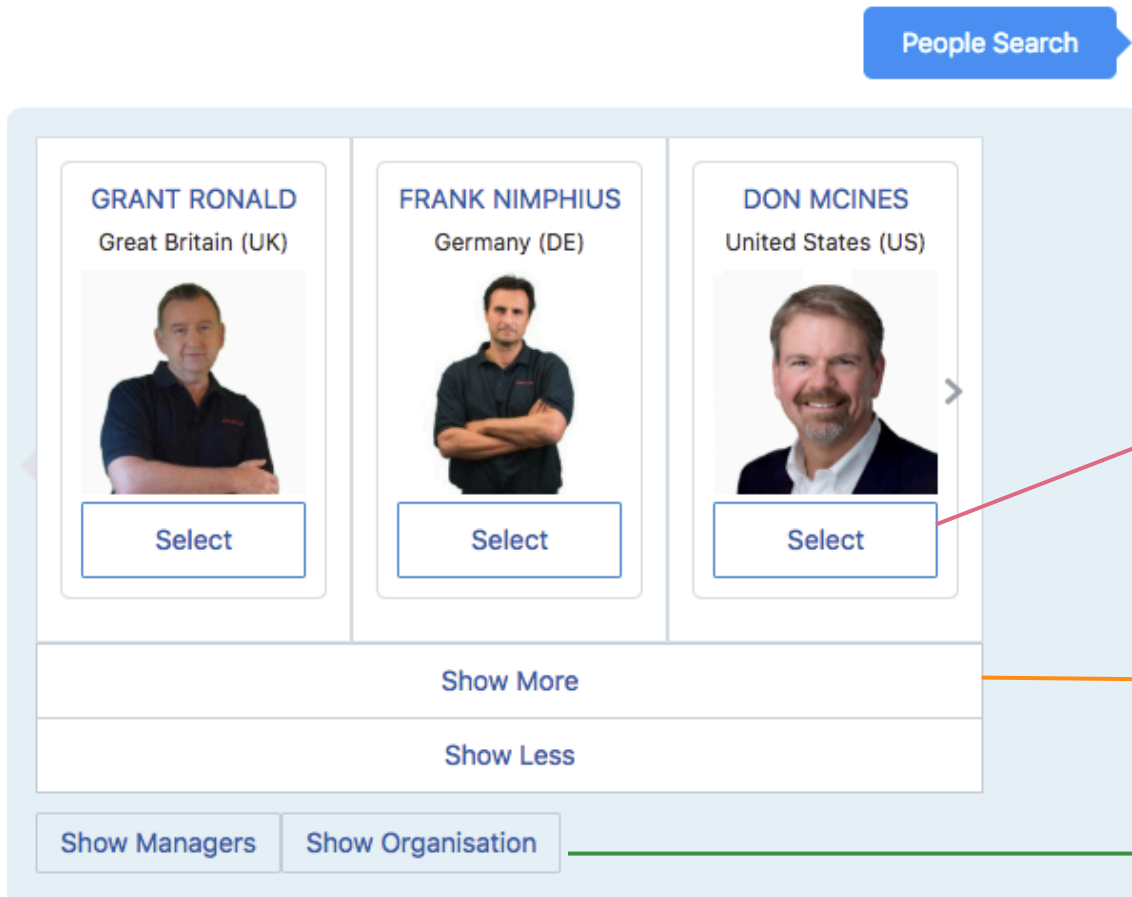 People Search
GRANT RONALD
Great Britain (UK)
Select
FRANK NIMPHIUS
Germany (DE)
Select
DON MCINES
United States (US)
Select
Show More
Show Less
Show Managers
Show Organisation